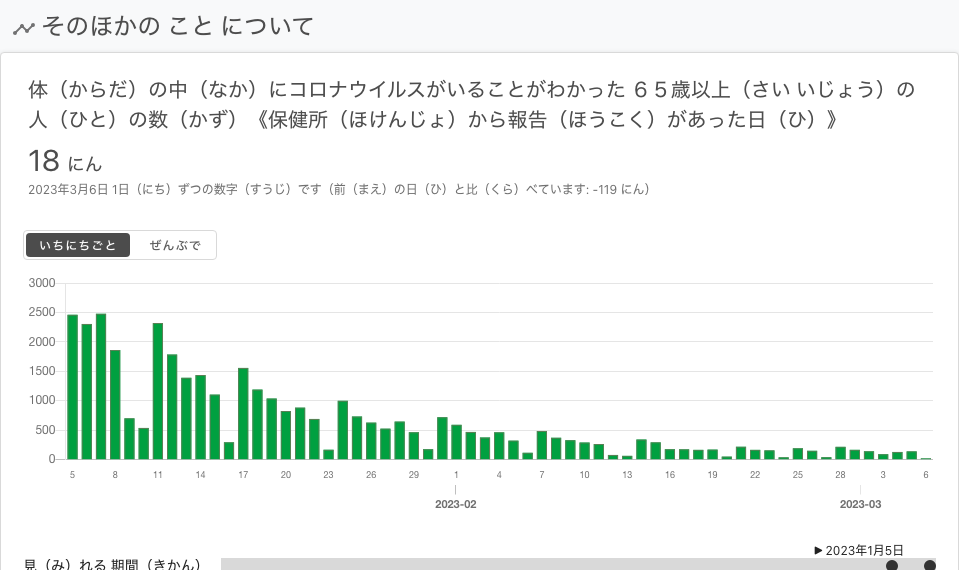 そのほかの こと について
体（からだ）の中（なか）にコロナウイルスがいることがわかった ６５歳以上（さい いじょう）の
人（ひと）の数（かず）《保健所（ほけんじょ）から報告（ほうこく）があった日（ひ）》
18 にん
2023年3月6日 1日（にち）ずつの数字（すうじ）です（前（まえ）の日（ひ）と比（くら）べています: -119 にん）
いちにちごと ぜんぶで
3000
2500
2000
1500
1000
500
0
5 8 11 14 17 20 23 26 29 1 4 7 10 13 16 19 22 25 28 3 6
2023-02 2023-03
▶2023年1月5日
見（み）れる 期間（きかん）